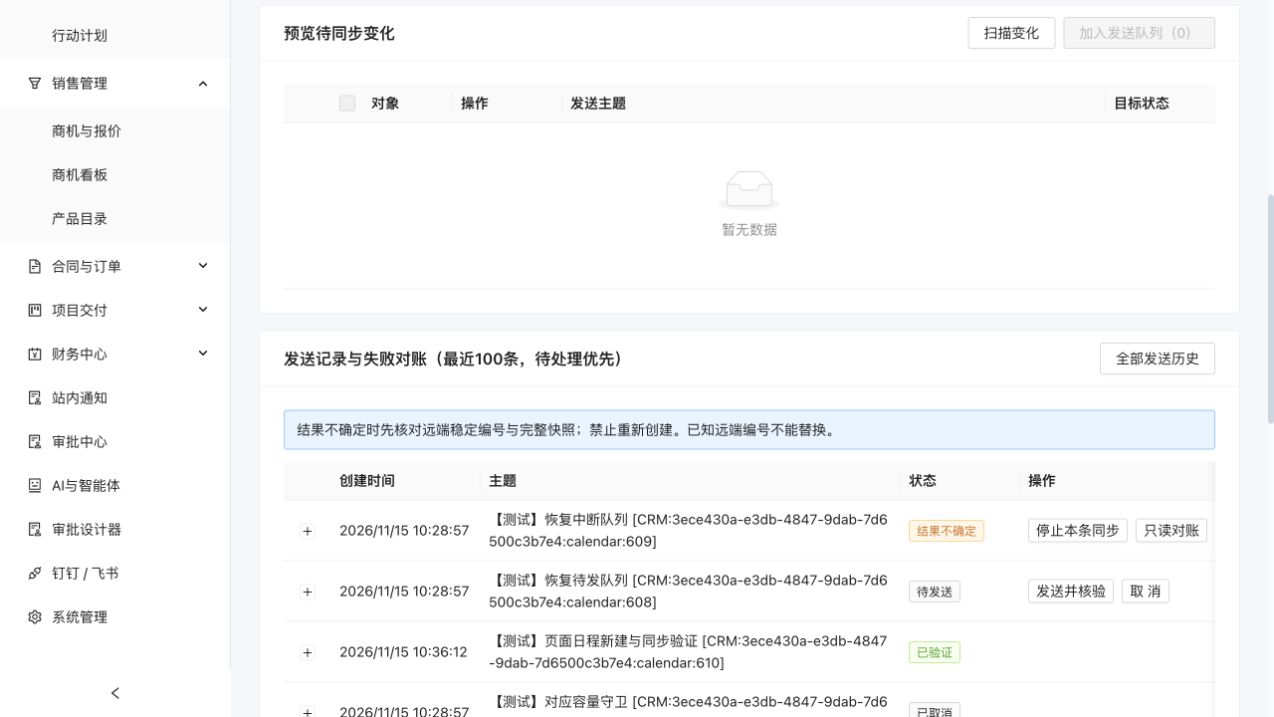 行动计划
销售管理
商机与报价
商机看板
产品目录
合同与订单
项目交付
财务中心
站内通知
审批中心
AI与智能体
审批设计器
钉钉 / 飞书
系统管理
预览待同步变化
扫描变化
加入发送队列（0）
对象 操作 发送主题 目标状态
暂无数据
发送记录与失败对账（最近100条，待处理优先）
全部发送历史
结果不确定时先核对远端稳定编号与完整快照；禁止重新创建。已知远端编号不能替换。
创建时间 主题 状态 操作
2026/11/15 10:28:57 【测试】恢复中断队列 [CRM:3ece430a-e3db-4847-9dab-7d6 结果不确定 停止本条同步 只读对账
500c3b7e4:calendar:609]
2026/11/15 10:28:57 【测试】恢复待发队列 [CRM:3ece430a-e3db-4847-9dab-7d6 待发送 发送并核验 取 消
500c3b7e4:calendar:608]
2026/11/15 10:36:12 【测试】页面日程新建与同步验证 [CRM:3ece430a-e3db-4847 已验证
-9dab-7d6500c3b7e4:calendar:610]
2026/11/15 10:28:57 【测试】对应容量守卫 [CRM:3ece430a-e3db-4847-9dab-7d6 已取消